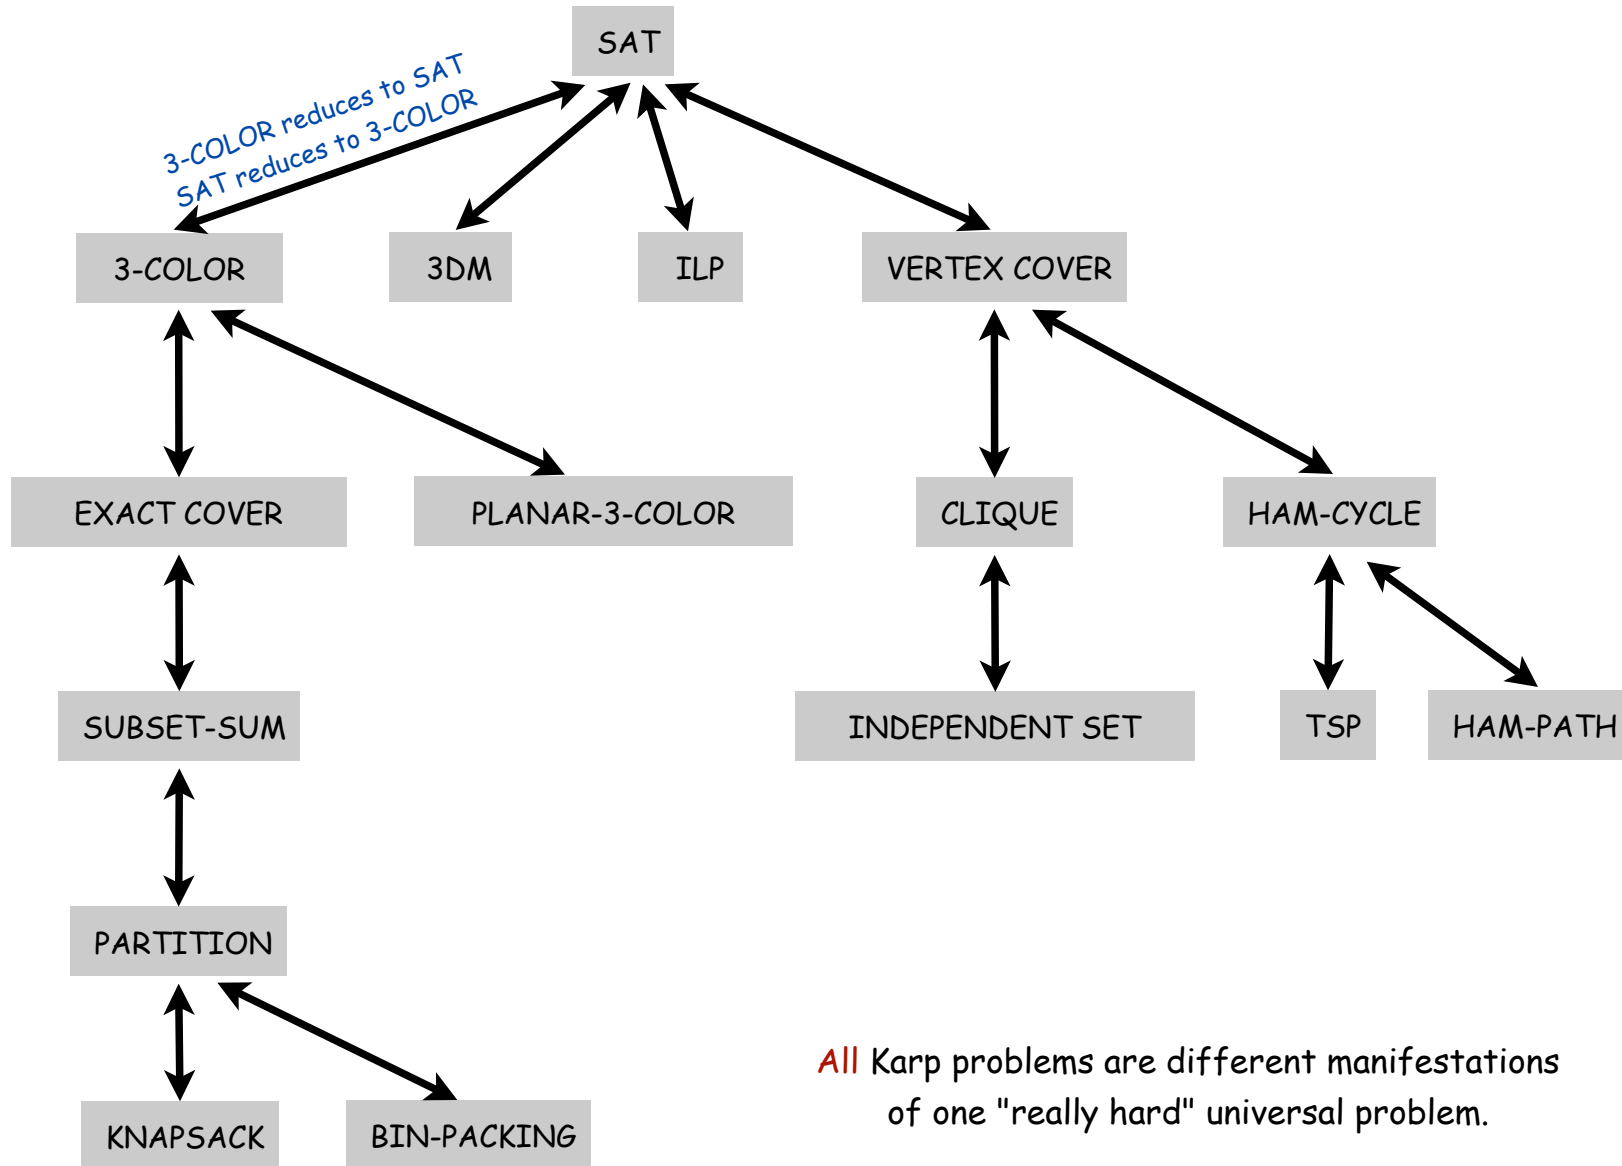 SAT
3-COLOR reduces to SAT
SAT reduces to 3-COLOR
3-COLOR
3DM
ILP
VERTEX COVER
EXACT COVER
PLANAR-3-COLOR
CLIQUE
HAM-CYCLE
SUBSET-SUM
INDEPENDENT SET
TSP
HAM-PATH
PARTITION
KNAPSACK
BIN-PACKING
All Karp problems are different manifestations
of one "really hard" universal problem.